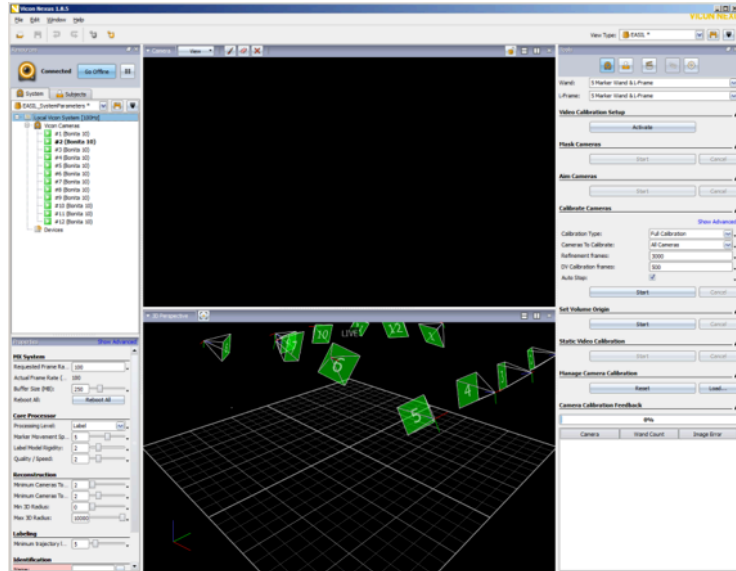 Vicon Nexus 1.8.5
File Edit Window Help
VICON NEXUS
View Type: EASIL *
Resources
Connected Go Offline
System Subjects
EASIL_SystemParameters *
Local Vicon System [100Hz]
Vicon Cameras
#1 (Bonita 10)
#2 (Bonita 10)
#3 (Bonita 10)
#4 (Bonita 10)
#5 (Bonita 10)
#6 (Bonita 10)
#7 (Bonita 10)
#8 (Bonita 10)
#9 (Bonita 10)
#10 (Bonita 10)
#11 (Bonita 10)
#12 (Bonita 10)
Devices
Properties Show Advanced
MX System
Requested Frame Ra... 100
Actual Frame Rate (... 100
Buffer Size (MB): 250
Reboot All: Reboot All
Core Processor
Processing Level: Label
Marker Movement Sp... 5
Label Model Rigidity: 2
Quality / Speed: 2
Reconstruction
Minimum Cameras To... 2
Minimum Cameras To... 2
Min 3D Radius: 0
Max 3D Radius: 10000
Labeling
Minimum trajectory l... 5
Identification
Name:
Camera View
3D Perspective
LIVE
10
12
6
5
4
3
Tools
Wand: 5 Marker Wand & L-Frame
L-Frame: 5 Marker Wand & L-Frame
Video Calibration Setup
Activate
Mask Cameras
Start Cancel
Aim Cameras
Start Cancel
Calibrate Cameras
Show Advanced
Calibration Type: Full Calibration
Cameras To Calibrate: All Cameras
Refinement frames: 3000
DV Calibration frames: 500
Auto Stop:
Start Cancel
Set Volume Origin
Start Cancel
Static Video Calibration
Start Cancel
Manage Camera Calibration
Reset Load...
Camera Calibration Feedback
0%
Camera Wand Count Image Error